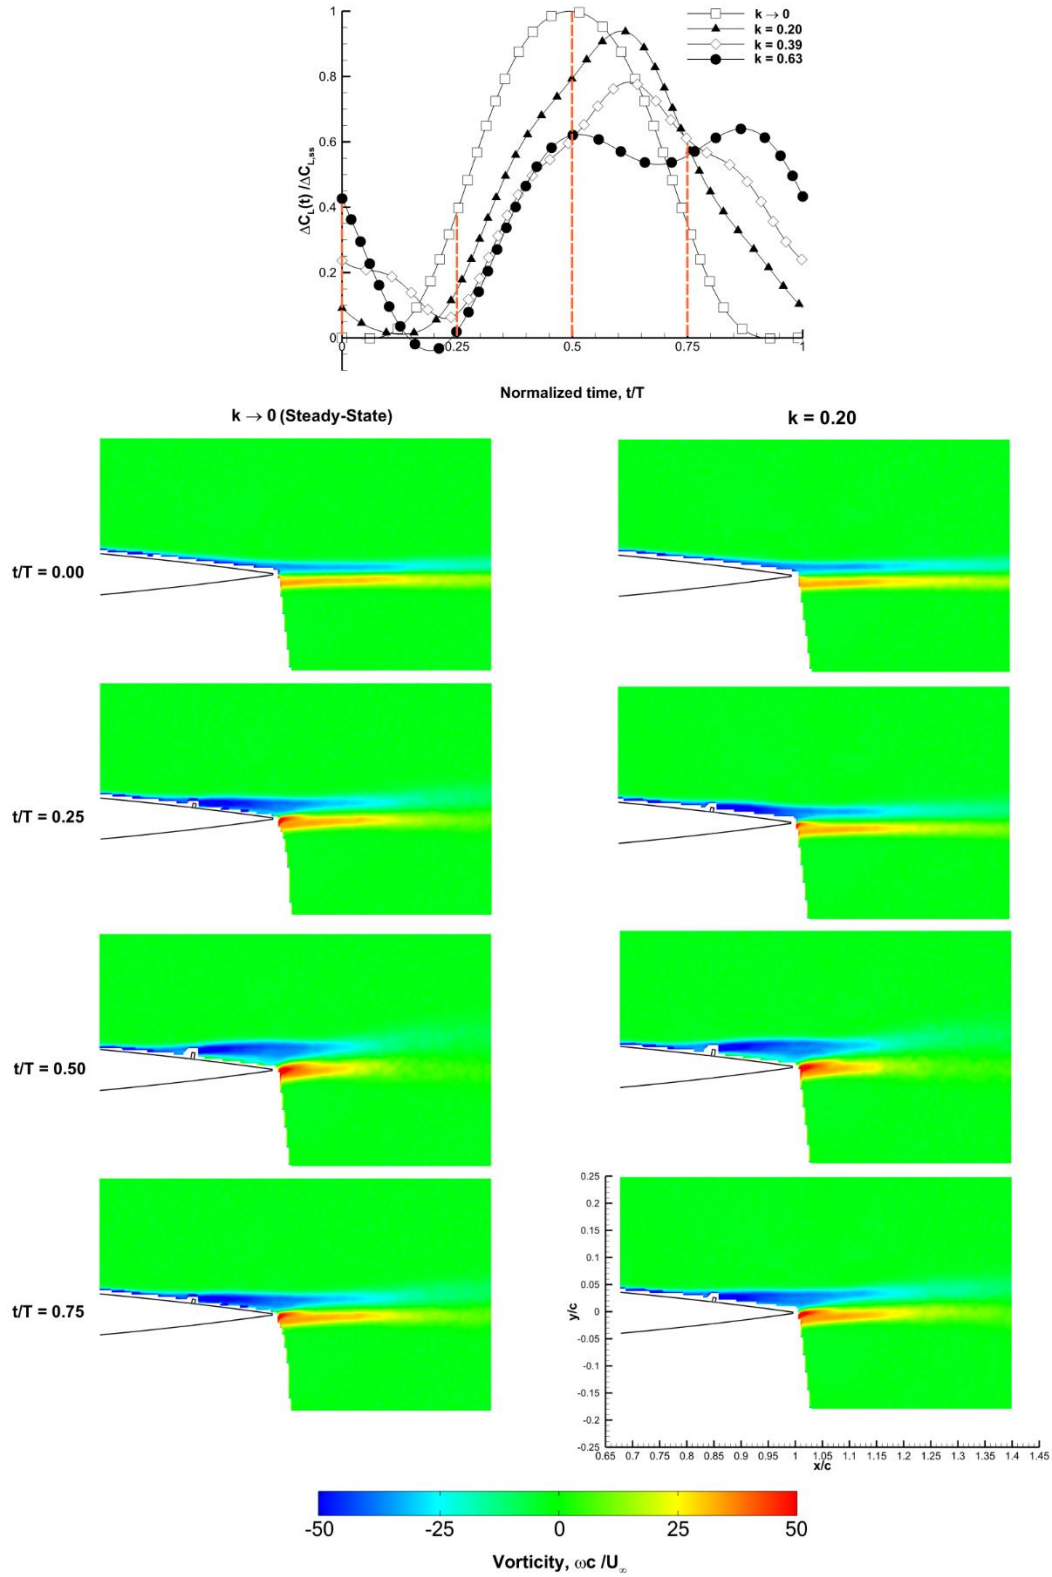 k → 0
k = 0.20
k = 0.39
k = 0.63
1
0.8
0.6
0.4
0.2
0
ΔC_L(t) /ΔC_L,ss
0 0.25 0.5 0.75 1
Normalized time, t/T
k → 0 (Steady-State) k = 0.20
t/T = 0.00
t/T = 0.25
t/T = 0.50
t/T = 0.75
0.25
0.2
0.15
0.1
0.05
0
-0.05
-0.1
-0.15
-0.2
-0.25
y/c
0.65 0.7 0.75 0.8 0.85 0.9 0.95 1 1.05 1.1 1.15 1.2 1.25 1.3 1.35 1.4 1.45
x/c
-50 -25 0 25 50
Vorticity, ωc /U_∞